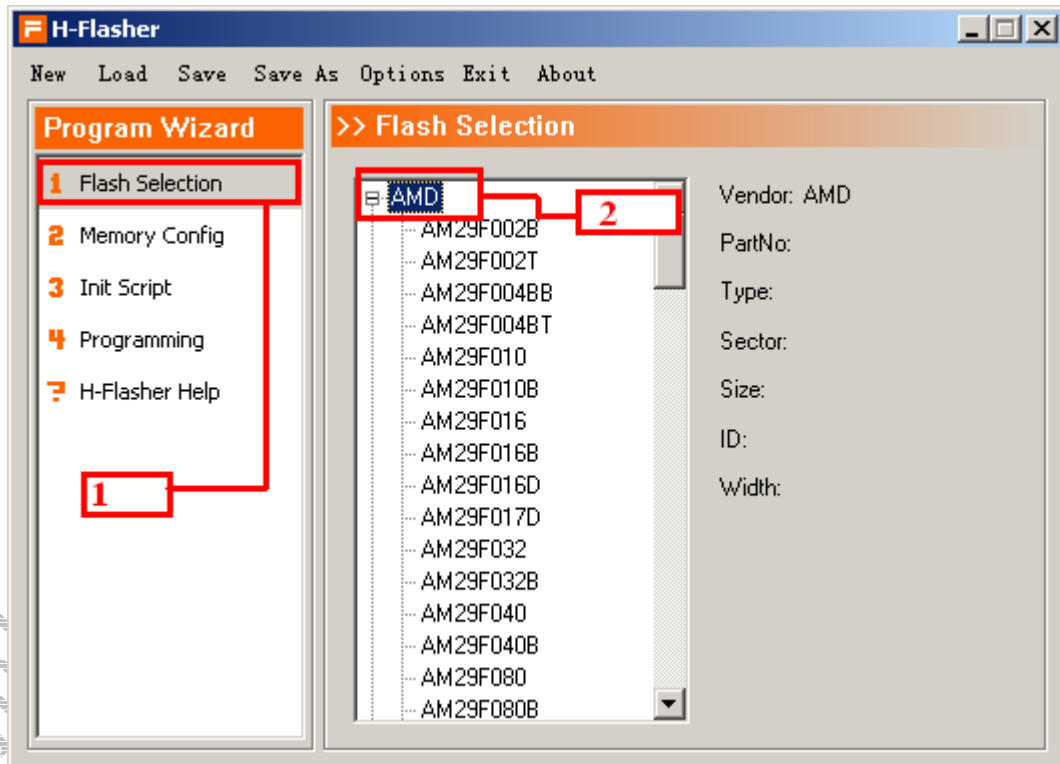 H-Flasher
New Load Save Save As Options Exit About
Program Wizard
1 Flash Selection
2 Memory Config
3 Init Script
4 Programming
? H-Flasher Help
1
>> Flash Selection
AMD
2
AM29F002B
AM29F002T
AM29F004BB
AM29F004BT
AM29F010
AM29F010B
AM29F016
AM29F016B
AM29F016D
AM29F017D
AM29F032
AM29F032B
AM29F040
AM29F040B
AM29F080
AM29F080B
Vendor: AMD
PartNo:
Type:
Sector:
Size:
ID:
Width: